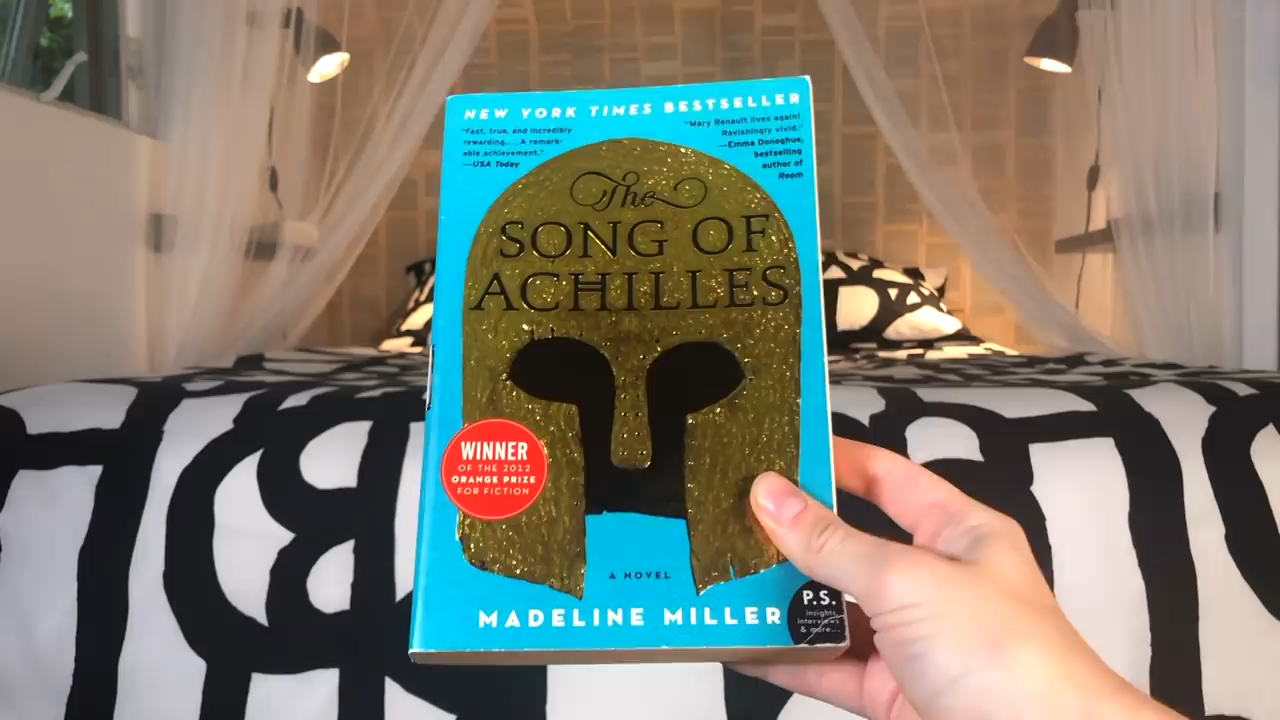 NEW YORK TIMES BESTSELLER
"Fast, true, and incredibly
rewarding....A remark-
able achievement."
—USA Today
"Mary Renault lives again!
Ravishingly vivid."
—Emma Donoghue,
bestselling
author of
Room
The
SONG OF
ACHILLES
WINNER
OF THE 2012
ORANGE PRIZE
FOR FICTION
A NOVEL
MADELINE MILLER
P.S.
insights,
interviews
& more...